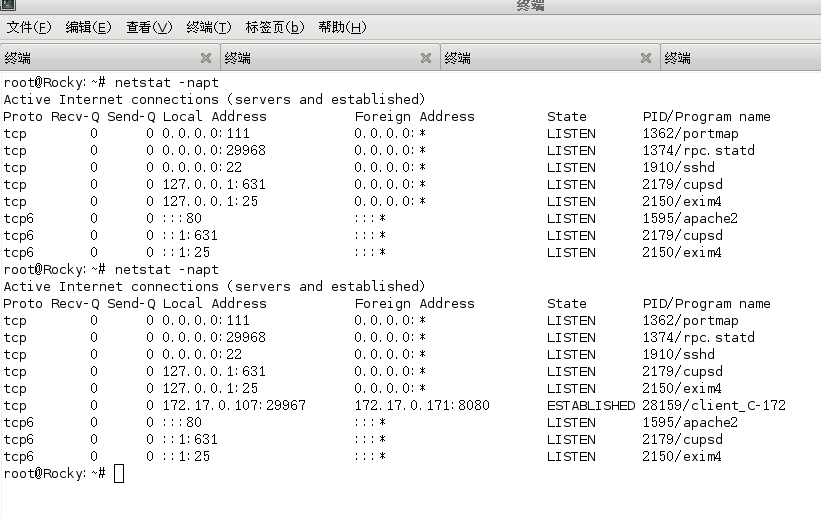 终端
文件(F) 编辑(E) 查看(V) 终端(T) 标签页(b) 帮助(H)
终端 终端 终端 终端
root@Rocky:~# netstat -napt
Active Internet connections (servers and established)
Proto Recv-Q Send-Q Local Address Foreign Address State PID/Program name
tcp 0 0 0.0.0.0:111 0.0.0.0:* LISTEN 1362/portmap
tcp 0 0 0.0.0.0:29968 0.0.0.0:* LISTEN 1374/rpc.statd
tcp 0 0 0.0.0.0:22 0.0.0.0:* LISTEN 1910/sshd
tcp 0 0 127.0.0.1:631 0.0.0.0:* LISTEN 2179/cupsd
tcp 0 0 127.0.0.1:25 0.0.0.0:* LISTEN 2150/exim4
tcp6 0 0 :::80 :::* LISTEN 1595/apache2
tcp6 0 0 ::1:631 :::* LISTEN 2179/cupsd
tcp6 0 0 ::1:25 :::* LISTEN 2150/exim4
root@Rocky:~# netstat -napt
Active Internet connections (servers and established)
Proto Recv-Q Send-Q Local Address Foreign Address State PID/Program name
tcp 0 0 0.0.0.0:111 0.0.0.0:* LISTEN 1362/portmap
tcp 0 0 0.0.0.0:29968 0.0.0.0:* LISTEN 1374/rpc.statd
tcp 0 0 0.0.0.0:22 0.0.0.0:* LISTEN 1910/sshd
tcp 0 0 127.0.0.1:631 0.0.0.0:* LISTEN 2179/cupsd
tcp 0 0 127.0.0.1:25 0.0.0.0:* LISTEN 2150/exim4
tcp 0 0 172.17.0.107:29967 172.17.0.171:8080 ESTABLISHED 28159/client_C-172
tcp6 0 0 :::80 :::* LISTEN 1595/apache2
tcp6 0 0 ::1:631 :::* LISTEN 2179/cupsd
tcp6 0 0 ::1:25 :::* LISTEN 2150/exim4
root@Rocky:~#